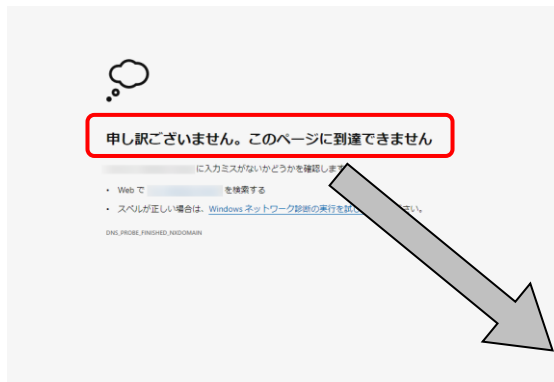 申し訳ございません。このページに到達できません
に入力ミスがないかどうかを確認しま
• Web で を検索する
• スペルが正しい場合は、Windows ネットワーク診断の実行を試 さい。
DNS_PROBE_FINISHED_NXDOMAIN